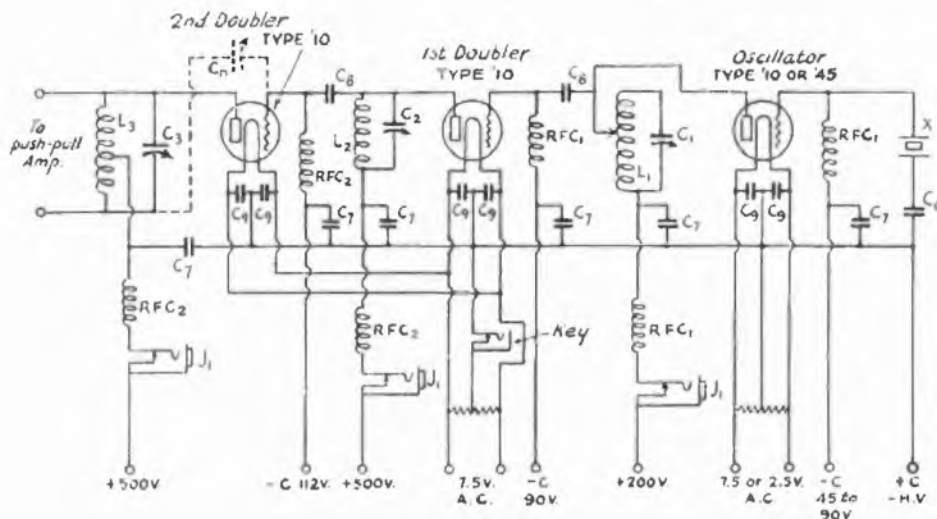 2nd Doubler
TYPE '10
Cn
1st Doubler
TYPE '10
Oscillator
TYPE '10 OR '45
To
push-pull
Amp.
L3
C3
C8
L2
C2
RFC2
C9 C9
C7
C7
C7
RFC2
J1
RFC2
J1
C9 C9
RFC1
C8
C7
Key
L1
C1
C7
RFC1
J1
C9 C9
RFC1
C7
X
+500V.
-C 112V.
+500V.
7.5V.
A.C.
-C
90V.
+200V.
7.5 or 2.5V.
A.C.
-C
45 to
90V
+C
-H.V